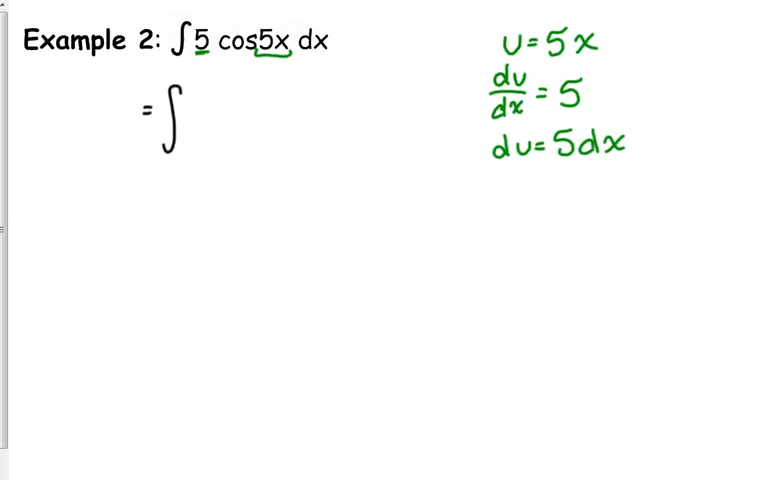 Example 2: ∫ 5 cos5x dx
u = 5x
du/dx = 5
du = 5dx
= ∫